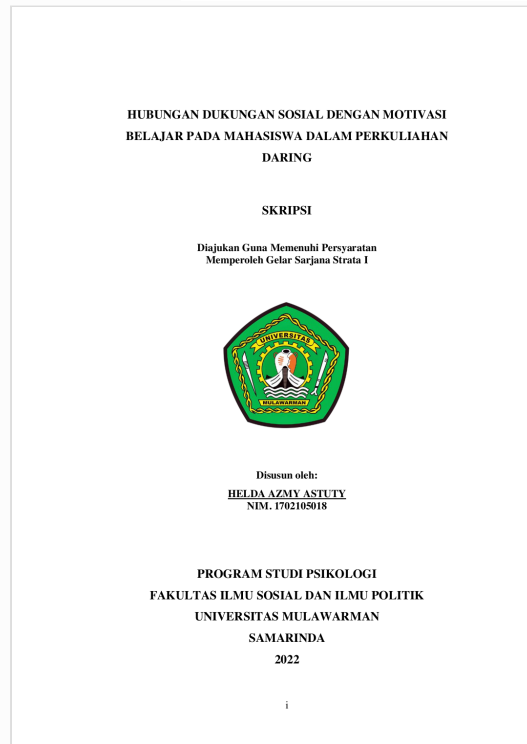 HUBUNGAN DUKUNGAN SOSIAL DENGAN MOTIVASI
BELAJAR PADA MAHASISWA DALAM PERKULIAHAN
DARING
SKRIPSI
Diajukan Guna Memenuhi Persyaratan
Memperoleh Gelar Sarjana Strata I
UNIVERSITAS
MULAWARMAN
Disusun oleh:
HELDA AZMY ASTUTY
NIM. 1702105018
PROGRAM STUDI PSIKOLOGI
FAKULTAS ILMU SOSIAL DAN ILMU POLITIK
UNIVERSITAS MULAWARMAN
SAMARINDA
2022
i